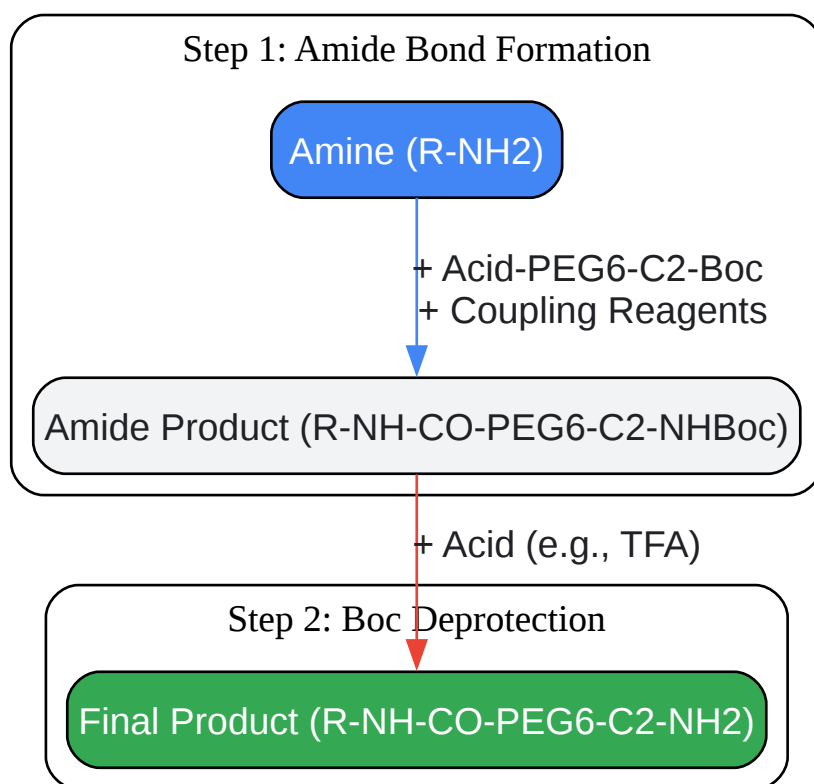 Step 1: Amide Bond Formation
Amine (R-NH2)
+ Acid-PEG6-C2-Boc
+ Coupling Reagents
Amide Product (R-NH-CO-PEG6-C2-NHBoc)
+ Acid (e.g., TFA)
Step 2: Boc Deprotection
Final Product (R-NH-CO-PEG6-C2-NH2)